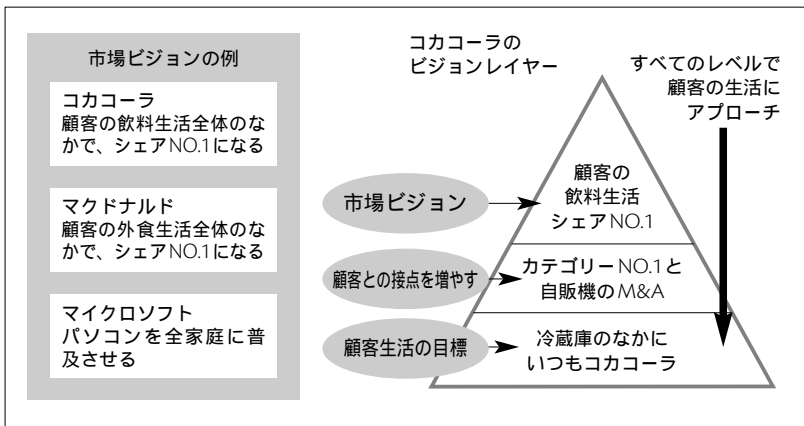 市場ビジョンの例
コカコーラ
顧客の飲料生活全体のな
かで、シェアNO.1になる
マクドナルド
顧客の外食生活全体のな
かで、シェアNO.1になる
マイクロソフト
パソコンを全家庭に普
及させる
コカコーラの
ビジョンレイヤー
すべてのレベルで
顧客の生活に
アプローチ
市場ビジョン
顧客の
飲料生活
シェアNO.1
顧客との接点を増やす
カテゴリーNO.1と
自販機のM&A
顧客生活の目標
冷蔵庫のなかに
いつもコカコーラ